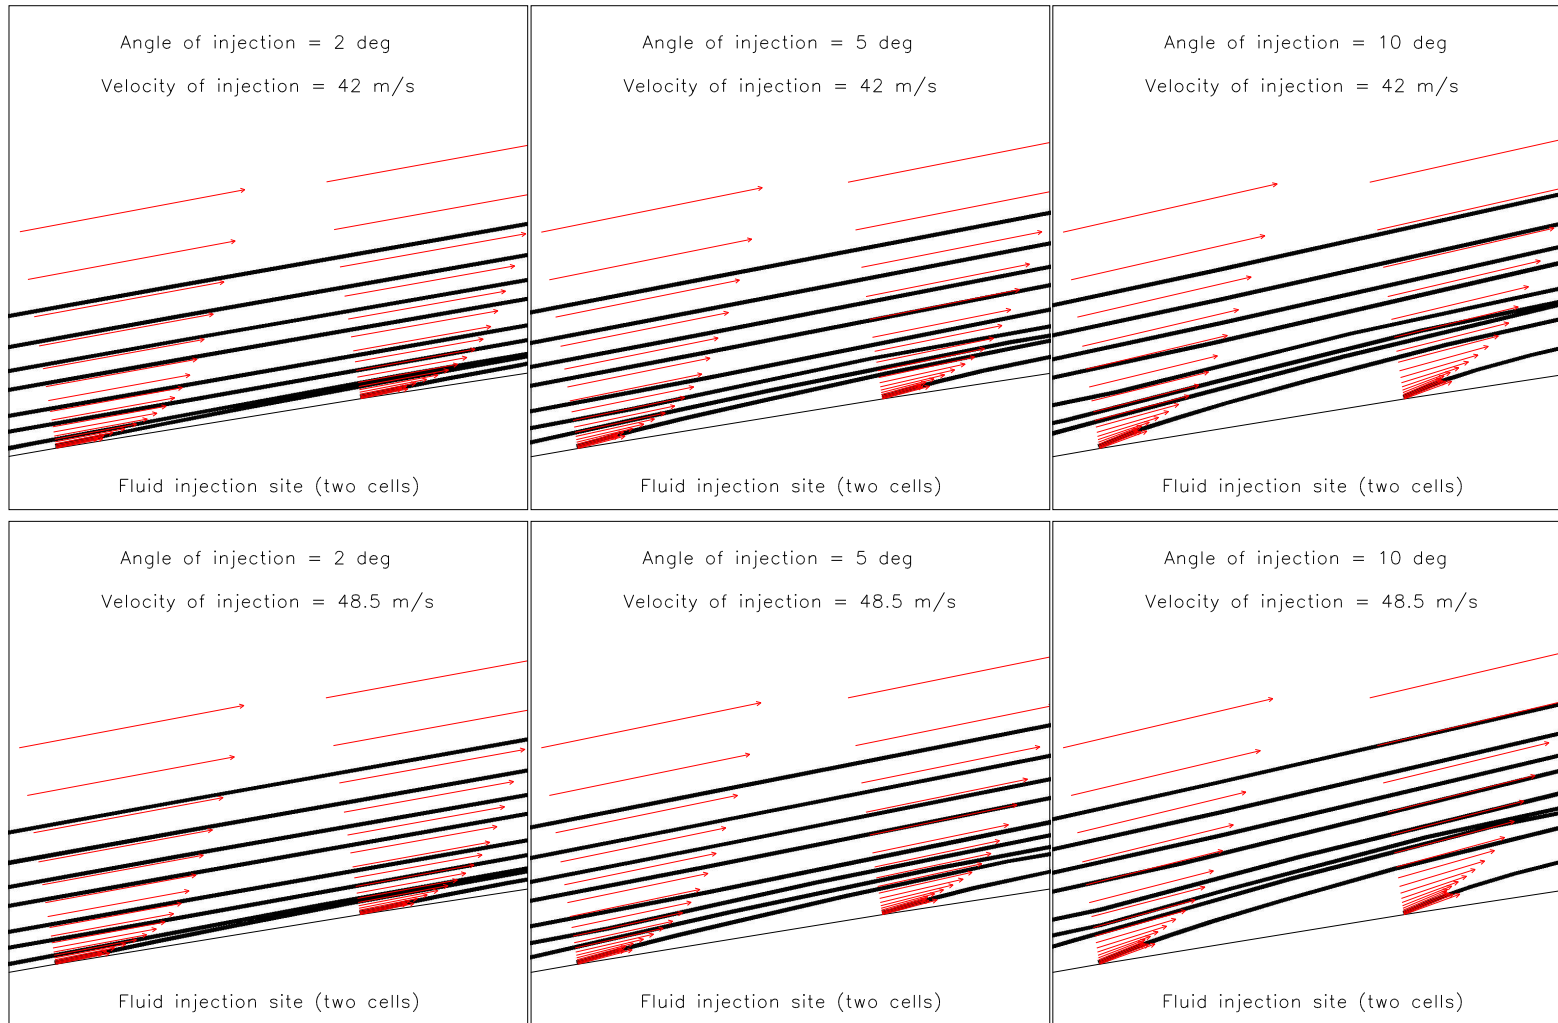 Angle of injection = 2 deg
Velocity of injection = 42 m/s
Fluid injection site (two cells)
Angle of injection = 5 deg
Velocity of injection = 42 m/s
Fluid injection site (two cells)
Angle of injection = 10 deg
Velocity of injection = 42 m/s
Fluid injection site (two cells)
Angle of injection = 2 deg
Velocity of injection = 48.5 m/s
Fluid injection site (two cells)
Angle of injection = 5 deg
Velocity of injection = 48.5 m/s
Fluid injection site (two cells)
Angle of injection = 10 deg
Velocity of injection = 48.5 m/s
Fluid injection site (two cells)